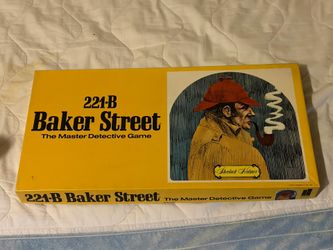 221-B
Baker Street
The Master Detective Game
Sherlock Holmes
221-B Baker Street The Master Detective Game